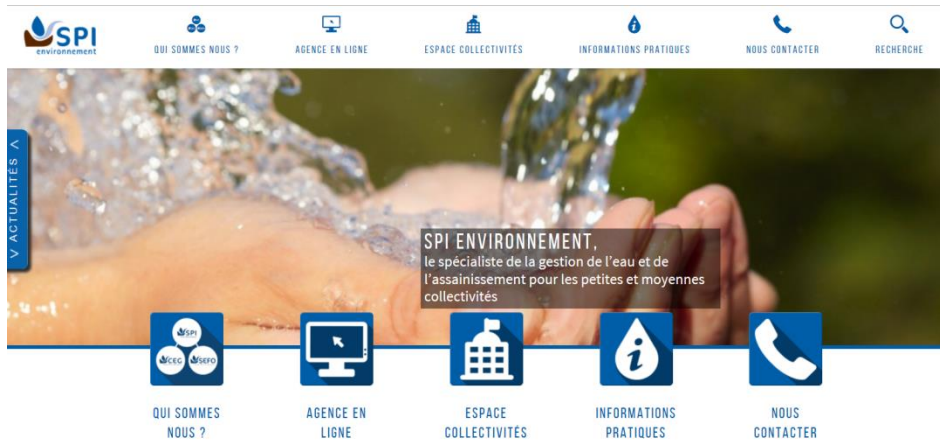 SPI
environnement
QUI SOMMES NOUS ?
AGENCE EN LIGNE
ESPACE COLLECTIVITÉS
INFORMATIONS PRATIQUES
NOUS CONTACTER
RECHERCHE
< ACTUALITÉS >
SPI ENVIRONNEMENT,
le spécialiste de la gestion de l'eau et de
l'assainissement pour les petites et moyennes
collectivités
SPI
CEG
SEFO
QUI SOMMES
NOUS ?
AGENCE EN
LIGNE
ESPACE
COLLECTIVITÉS
INFORMATIONS
PRATIQUES
NOUS
CONTACTER